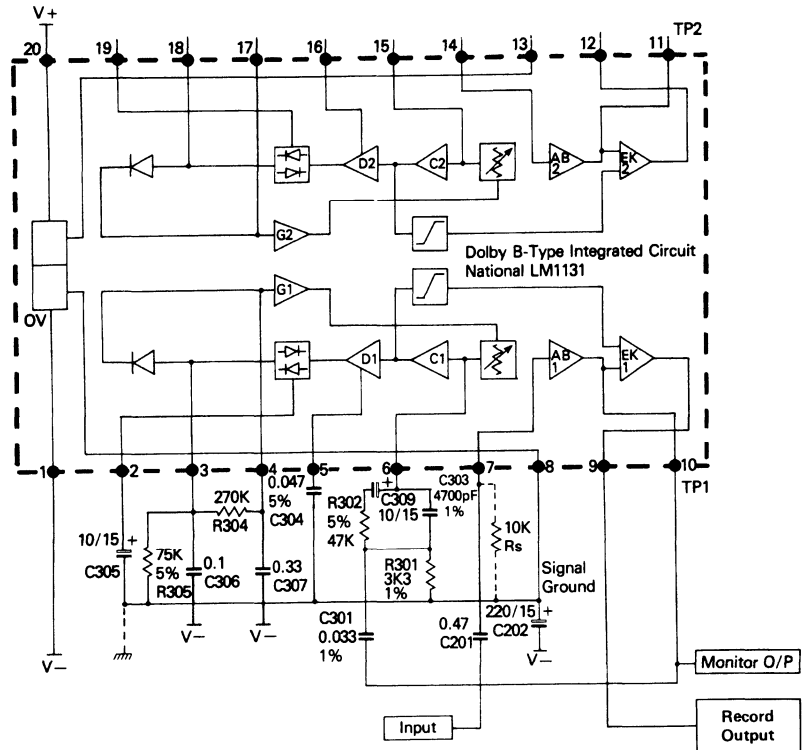 V+
TP2
20
19
18
17
16
15
14
13
12
11
D2
C2
AB
2
EK
2
G2
Dolby B-Type Integrated Circuit
National LM1131
G1
OV
D1
C1
AB
1
EK
1
1
2
3
4
5
6
7
8
9
10
TP1
270K
R304
0.047
5%
C304
R302
5%
47K
+
C309
10/15
C303
4700pF
1%
10K
Rs
10/15 +
C305
75K
5%
R305
0.1
C306
0.33
C307
R301
3K3
1%
Signal
Ground
C301
0.033
1%
0.47
C201
220/15 +
C202
V−
V−
V−
V−
Monitor O/P
Input
Record
Output